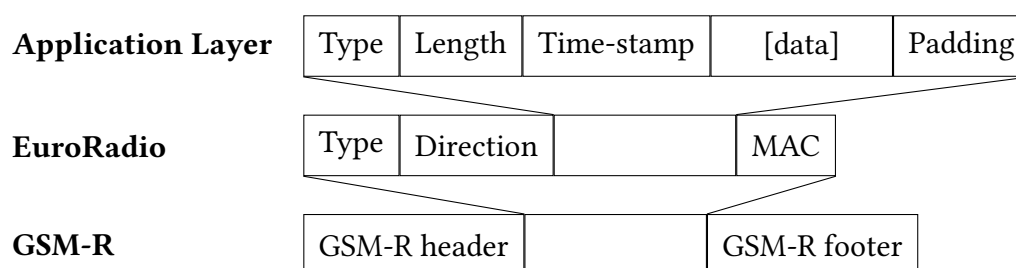 Application Layer Type Length Time-stamp [data] Padding
EuroRadio Type Direction MAC
GSM-R GSM-R header GSM-R footer